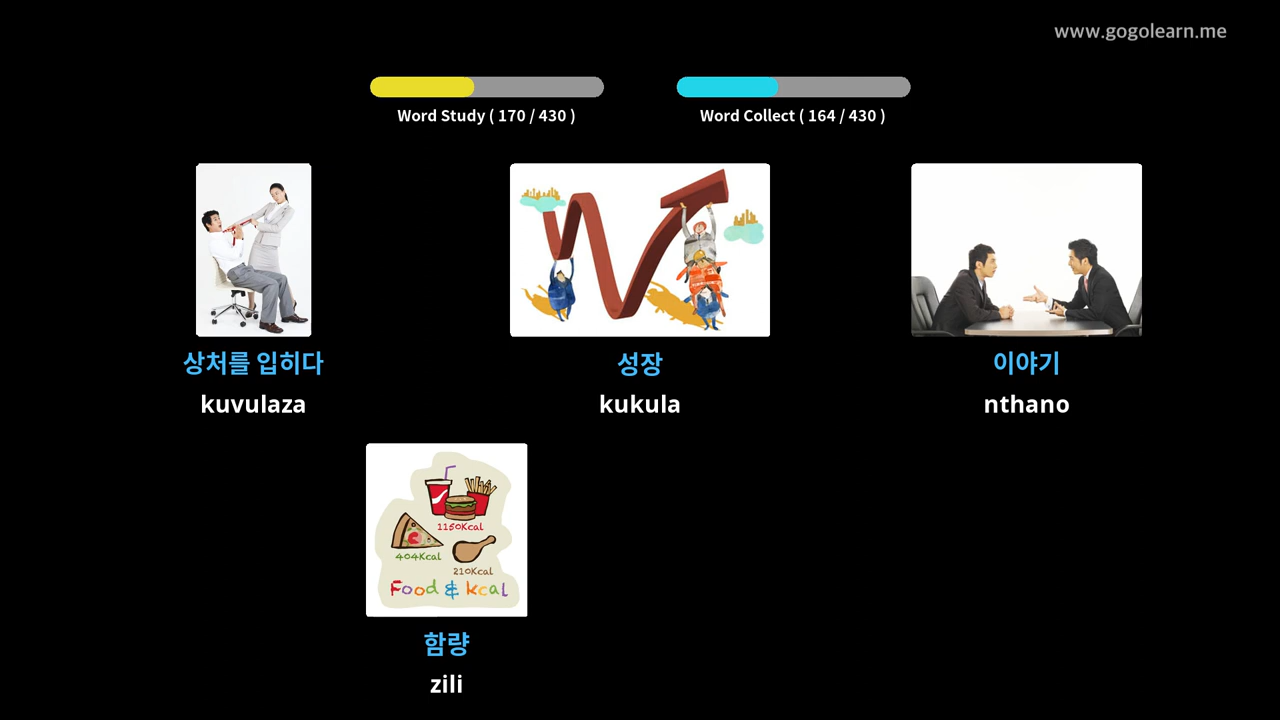 www.gogolearn.me
Word Study ( 170 / 430 )
Word Collect ( 164 / 430 )
상처를 입히다
kuvulaza
성장
kukula
이야기
nthano
1150Kcal
404Kcal
210Kcal
Food & kcal
함량
zili